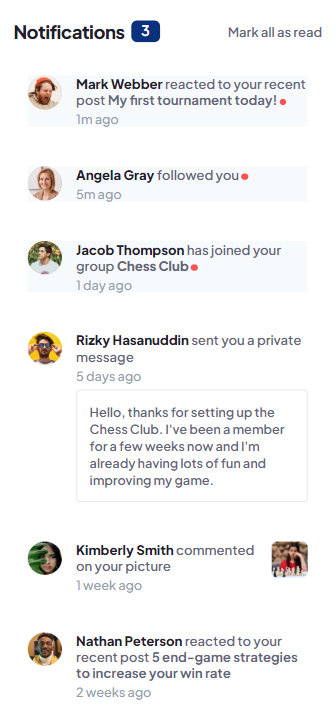 Notifications 3 Mark all as read
Mark Webber reacted to your recent
post My first tournament today!
1m ago
Angela Gray followed you
5m ago
Jacob Thompson has joined your
group Chess Club
1 day ago
Rizky Hasanuddin sent you a private
message
5 days ago
Hello, thanks for setting up the
Chess Club. I've been a member
for a few weeks now and I'm
already having lots of fun and
improving my game.
Kimberly Smith commented
on your picture
1 week ago
Nathan Peterson reacted to your
recent post 5 end-game strategies
to increase your win rate
2 weeks ago